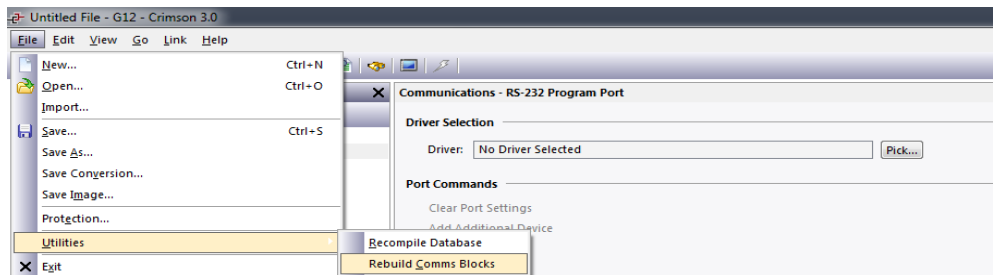 Untitled File - G12 - Crimson 3.0
File Edit View Go Link Help
New... Ctrl+N
Open... Ctrl+O
Import...
Save... Ctrl+S
Save As...
Save Conversion...
Save Image...
Protection...
Utilities
Exit
Recompile Database
Rebuild Comms Blocks
Communications - RS-232 Program Port
Driver Selection
Driver: No Driver Selected Pick...
Port Commands
Clear Port Settings
Add Additional Device